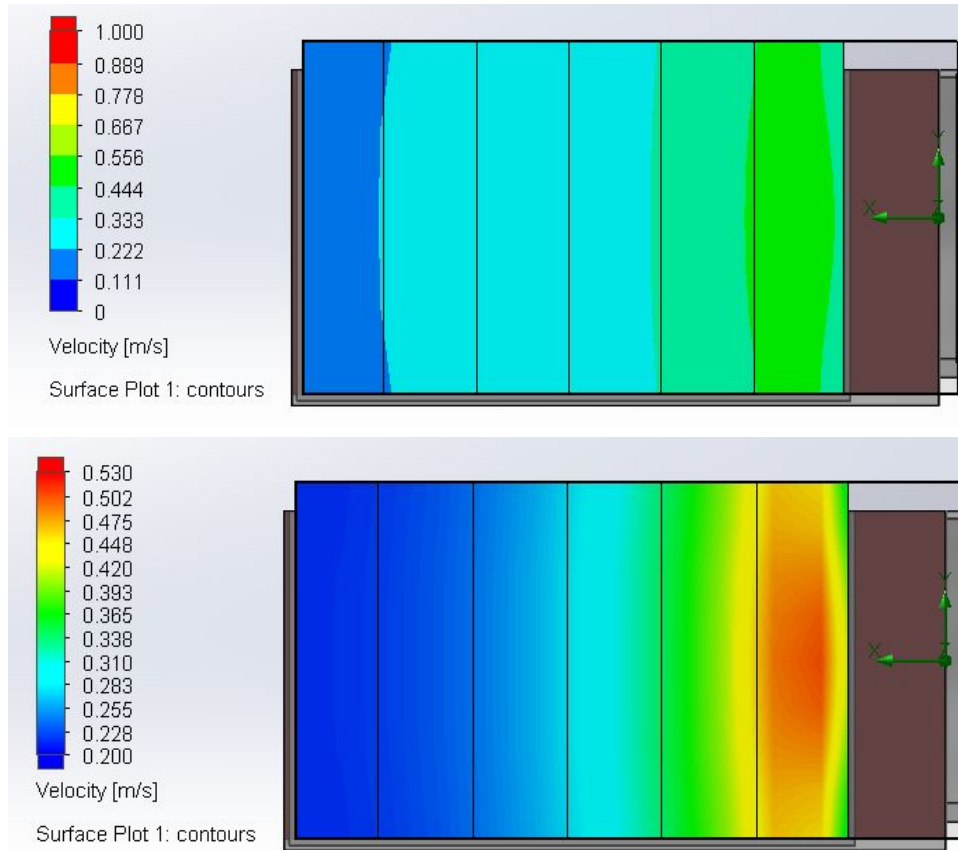 1.000
0.889
0.778
0.667
0.556
0.444
0.333
0.222
0.111
0
Velocity [m/s]
Surface Plot 1: contours
Y
X
Z
0.530
0.502
0.475
0.448
0.420
0.393
0.365
0.338
0.310
0.283
0.255
0.228
0.200
Velocity [m/s]
Surface Plot 1: contours
Y
X
Z